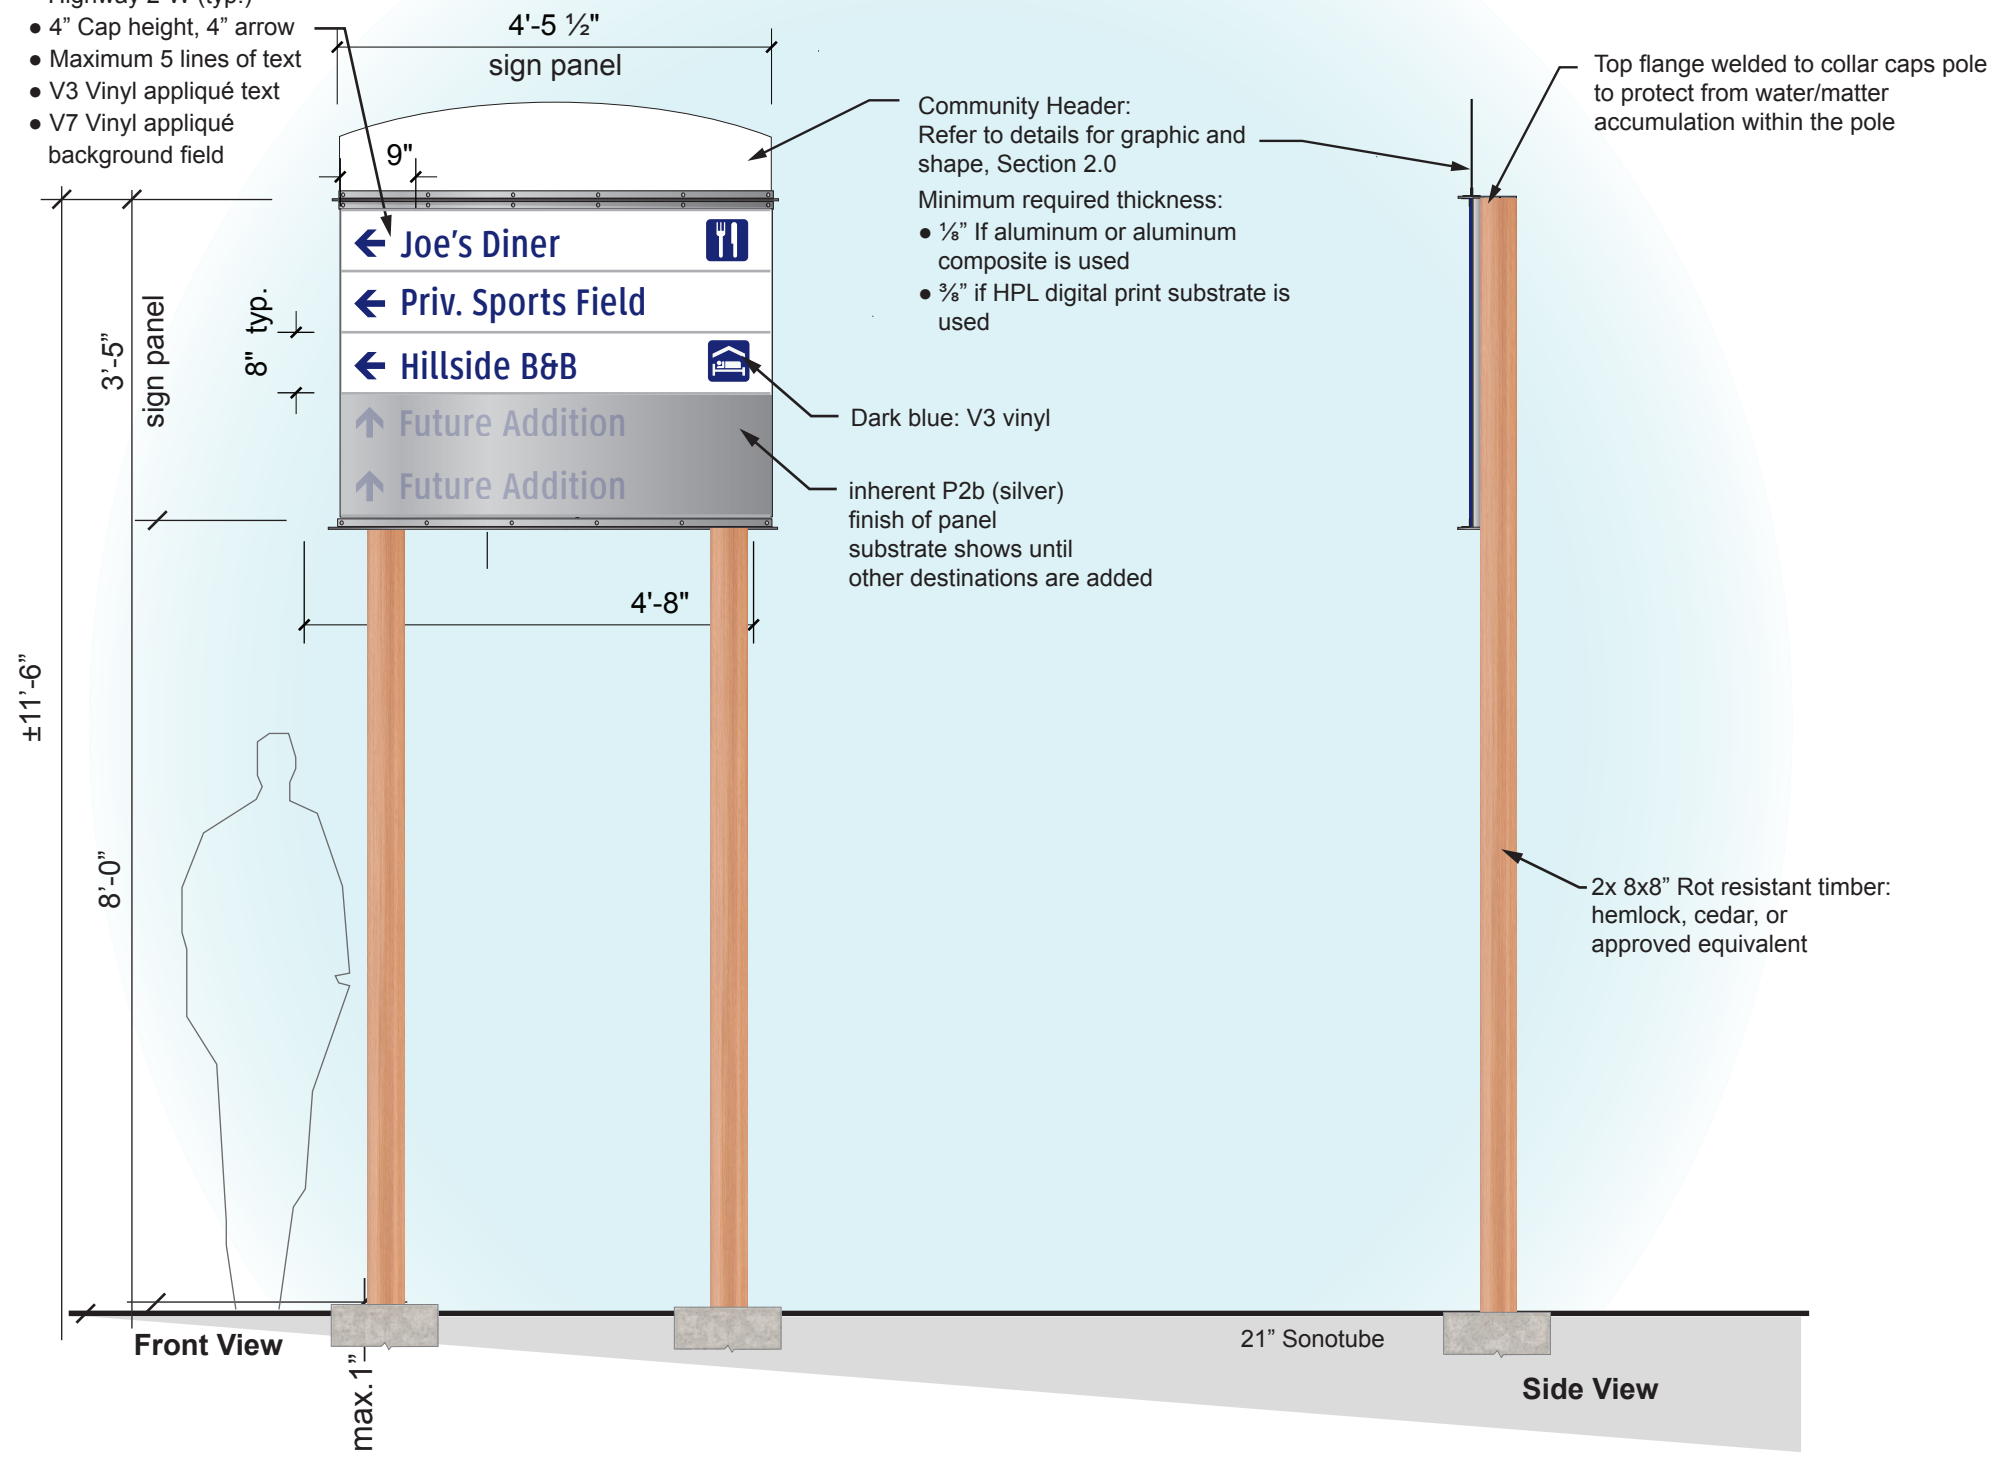 ● 4” Cap height, 4” arrow
● Maximum 5 lines of text
● V3 Vinyl appliqué text
● V7 Vinyl appliqué
background field
4'-5 ½"
sign panel
9"
Community Header:
Refer to details for graphic and
shape, Section 2.0
Minimum required thickness:
● ⅛” If aluminum or aluminum
composite is used
● ⅜” if HPL digital print substrate is
used
Top flange welded to collar caps pole
to protect from water/matter
accumulation within the pole
← Joe's Diner
← Priv. Sports Field
← Hillside B&B
↑ Future Addition
↑ Future Addition
8" typ.
3’-5”
sign panel
Dark blue: V3 vinyl
inherent P2b (silver)
finish of panel
substrate shows until
other destinations are added
4'-8"
±11’-6”
8’-0”
2x 8x8” Rot resistant timber:
hemlock, cedar, or
approved equivalent
Front View
max.1”
21” Sonotube
Side View